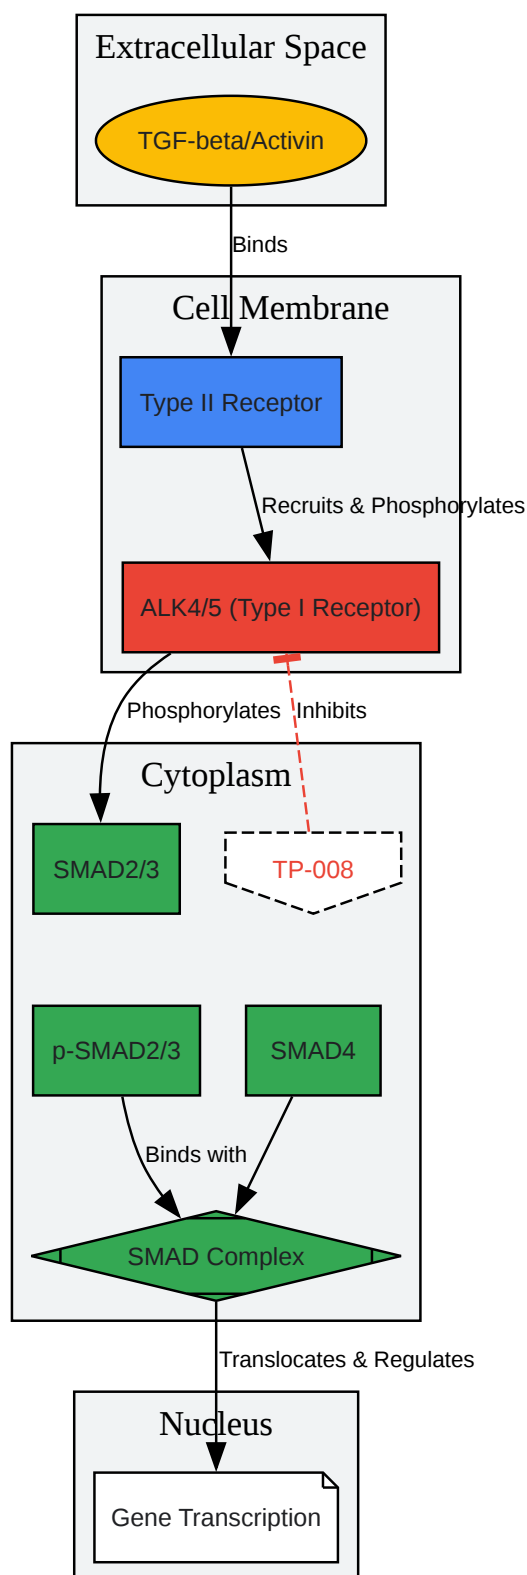 Extracellular Space
TGF-beta/Activin
Binds
Cell Membrane
Type II Receptor
Recruits & Phosphorylates
ALK4/5 (Type I Receptor)
Phosphorylates
Inhibits
Cytoplasm
SMAD2/3
TP-008
p-SMAD2/3
SMAD4
Binds with
SMAD Complex
Translocates & Regulates
Nucleus
Gene Transcription